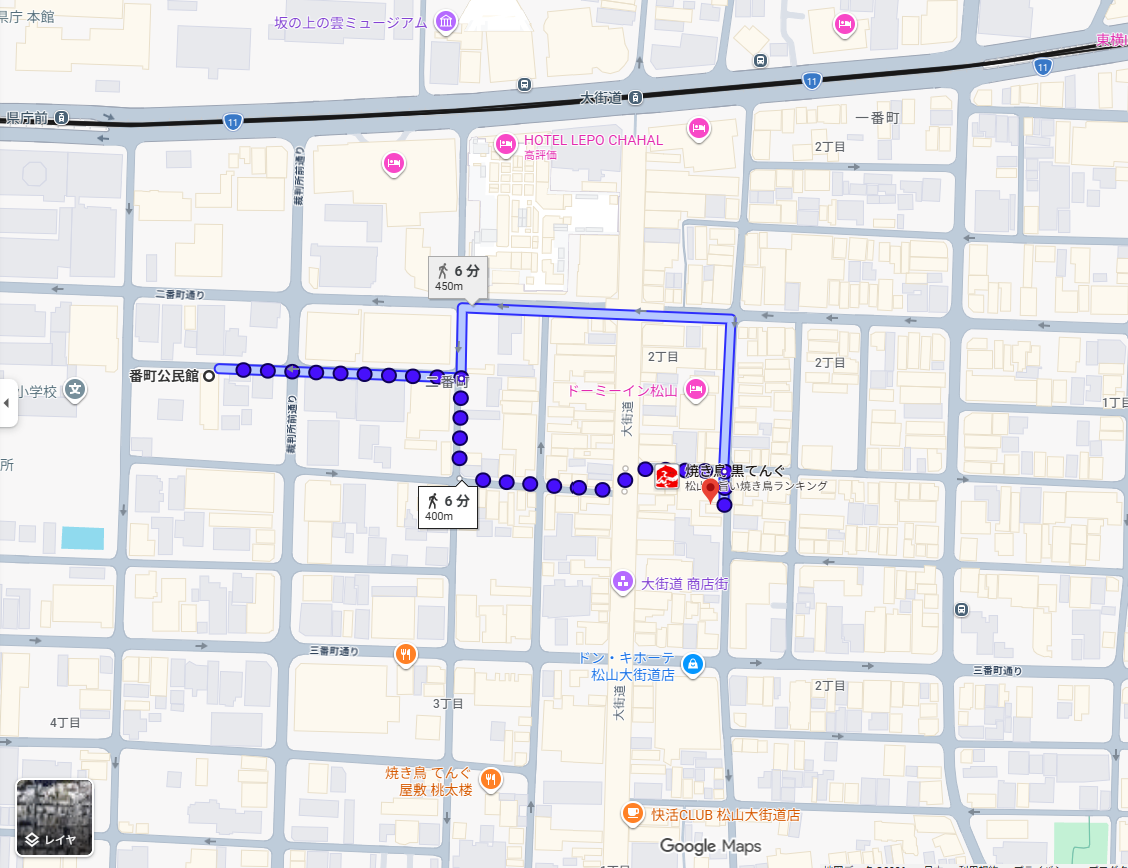 県庁 本館
坂の上の雲ミュージアム
東横
11
11
大街道
県庁前
11
一番町
HOTEL LEPO CHAHAL
高評価
2丁目
裁判所前通り
6 分
450m
二番町通り
2丁目
2丁目
番町公民館
二番町
小学校
文
ドーミーイン松山
1丁目
大街道
裁判所前通り
所
焼き鳥 黒てんぐ
松山 旨い焼き鳥ランキング
6 分
400m
大街道 商店街
三番町通り
ドン・キホーテ
松山大街道店
三番町通り
2丁目
大街道
3丁目
4丁目
焼き鳥 てんぐ
屋敷 桃太楼
レイヤ
快活CLUB 松山大街道店
Google Maps